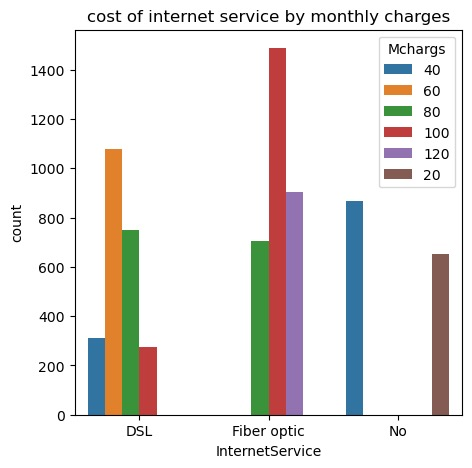 cost of internet service by monthly charges
Mchargs
40
60
80
100
120
20
1400
1200
1000
800
600
400
200
0
count
DSL
Fiber optic
No
InternetService